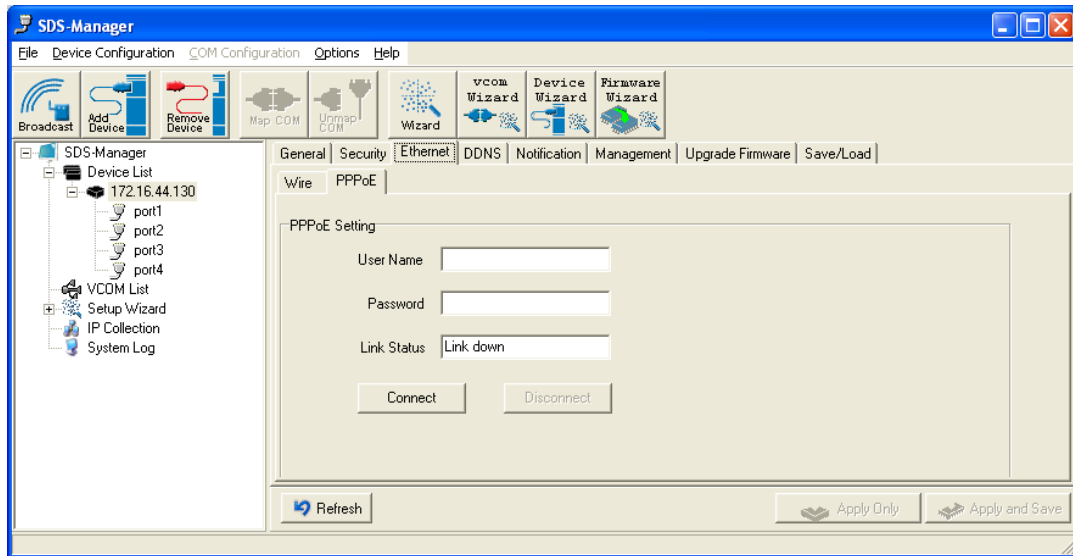 SDS-Manager
File Device Configuration COM Configuration Options Help
Broadcast Add Device Remove Device Map COM Unmap COM Wizard vcom Wizard Device Wizard Firmware Wizard
SDS-Manager
Device List
172.16.44.130
port1
port2
port3
port4
VCOM List
Setup Wizard
IP Collection
System Log
General Security Ethernet DDNS Notification Management Upgrade Firmware Save/Load
Wire PPPoE
PPPoE Setting
User Name
Password
Link Status Link down
Connect Disconnect
Refresh Apply Only Apply and Save